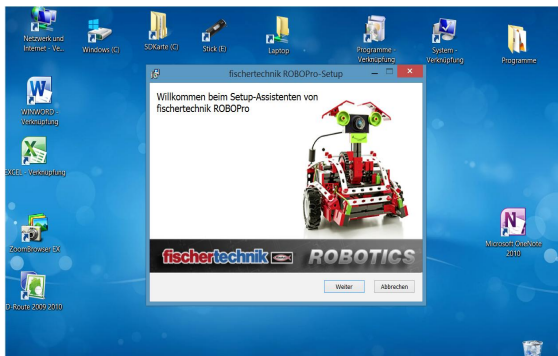 Netzwerk und
Internet - Ve...
Windows (C)
SDKarte (C)
Stick (E)
Laptop
Programme -
Verknüpfung
System -
Verknüpfung
Programme
WINWORD -
Verknüpfung
EXCEL - Verknüpfung
ZoomBrowser EX
D-Route 2009 2010
Microsoft OneNote
2010
fischertechnik ROBOPro-Setup
Willkommen beim Setup-Assistenten von
fischertechnik ROBOPro
fischertechnik ROBOTICS
Weiter Abbrechen